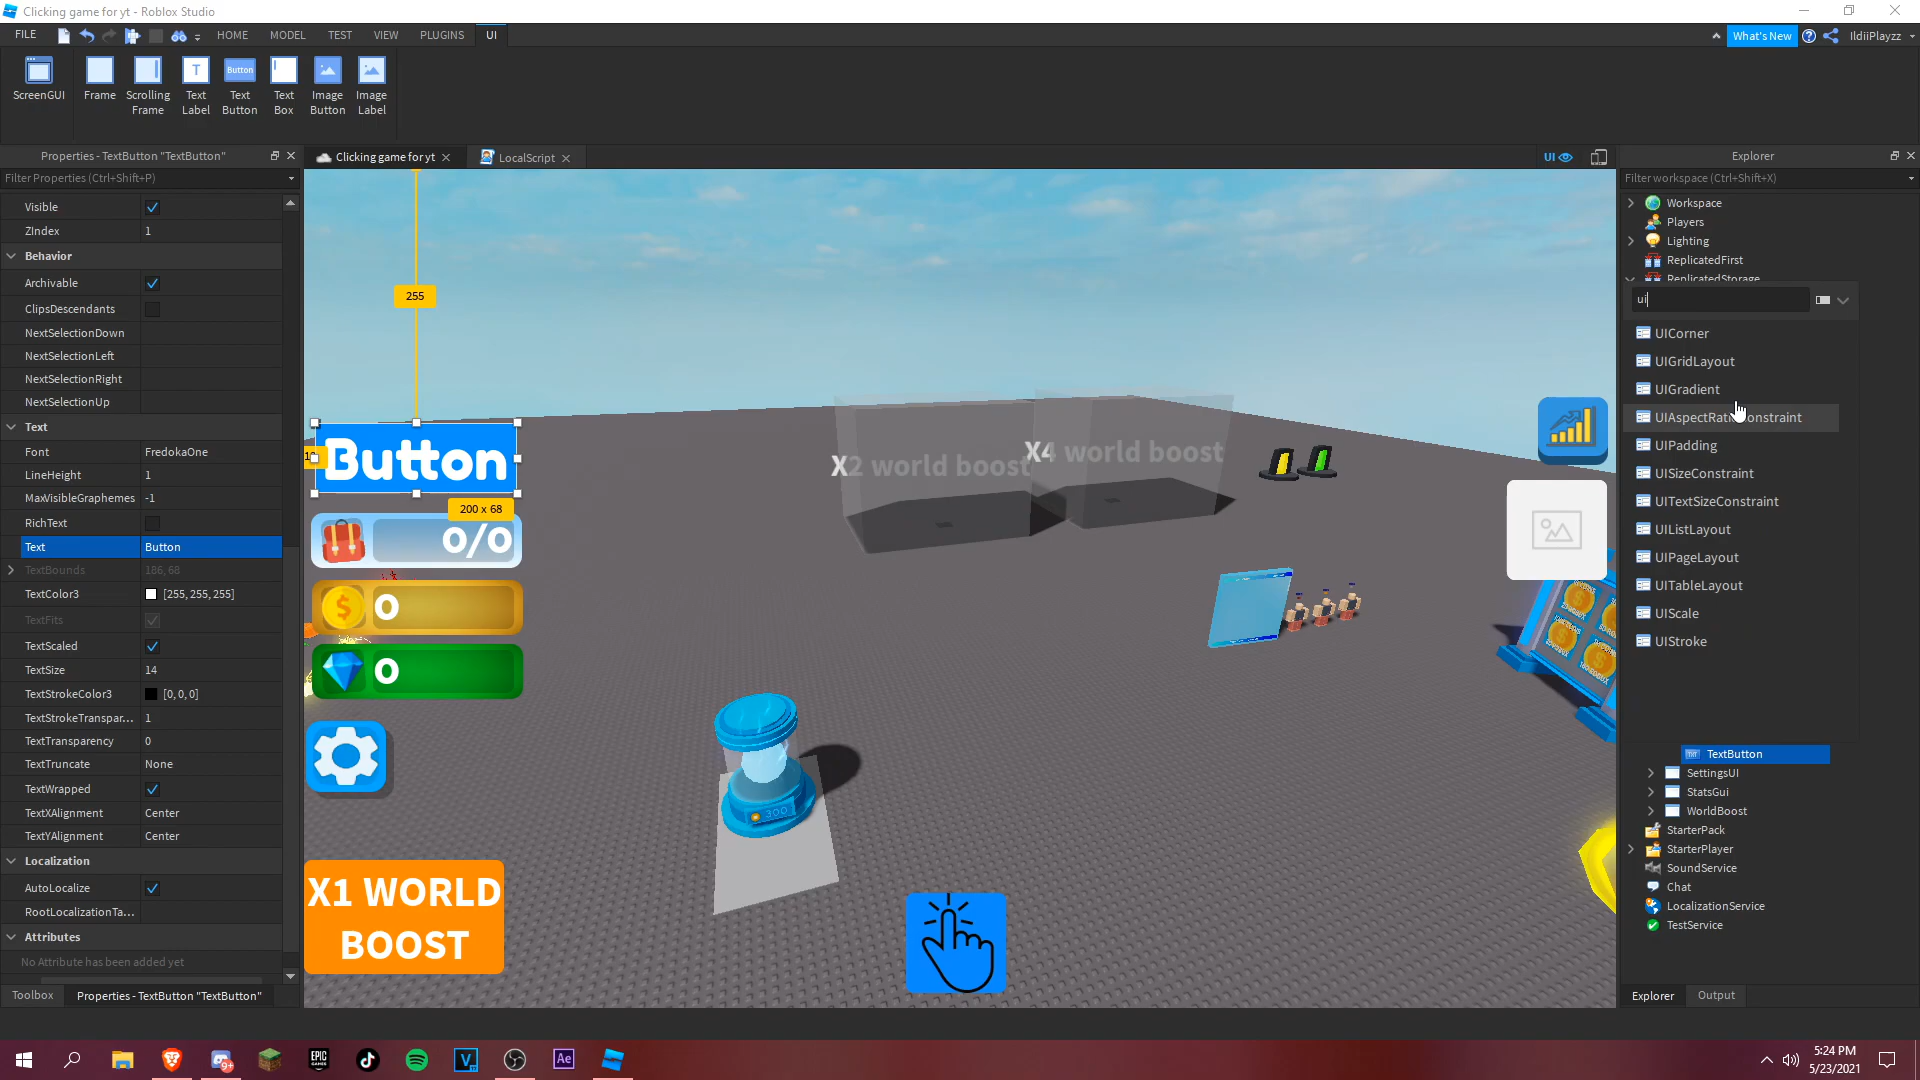 Clicking game for yt - Roblox Studio
FILE
HOME
MODEL
TEST
VIEW
PLUGINS
UI
What's New
IldiiPlayzz
ScreenGUI
Frame
Scrolling
Frame
Text
Label
Button
Text
Button
Text
Box
Image
Button
Image
Label
Properties - TextButton "TextButton"
Clicking game for yt
LocalScript
UI
Explorer
Filter Properties (Ctrl+Shift+P)
Filter workspace (Ctrl+Shift+X)
Visible
ZIndex 1
Behavior
Archivable
ClipsDescendants
NextSelectionDown
NextSelectionLeft
NextSelectionRight
NextSelectionUp
Text
Font FredokaOne
LineHeight 1
MaxVisibleGraphemes -1
RichText
Text Button
TextBounds 186, 68
TextColor3 [255, 255, 255]
TextFits
TextScaled
TextSize 14
TextStrokeColor3 [0, 0, 0]
TextStrokeTranspar... 1
TextTransparency 0
TextTruncate None
TextWrapped
TextXAlignment Center
TextYAlignment Center
Localization
AutoLocalize
RootLocalizationTa...
Attributes
No Attribute has been added yet
Toolbox
Properties - TextButton "TextButton"
255
Button
200 x 68
0/0
0
0
X2 world boost
X4 world boost
300
X1 WORLD
BOOST
Workspace
Players
Lighting
ReplicatedFirst
ReplicatedStorage
ui
UICorner
UIGridLayout
UIGradient
UIAspectRatioConstraint
UIPadding
UISizeConstraint
UITextSizeConstraint
UIListLayout
UIPageLayout
UITableLayout
UIScale
UIStroke
TextButton
SettingsUI
StatsGui
WorldBoost
StarterPack
StarterPlayer
SoundService
Chat
LocalizationService
TestService
Explorer
Output
9+
EPIC
GAMES
V
Ae
5:24 PM
5/23/2021